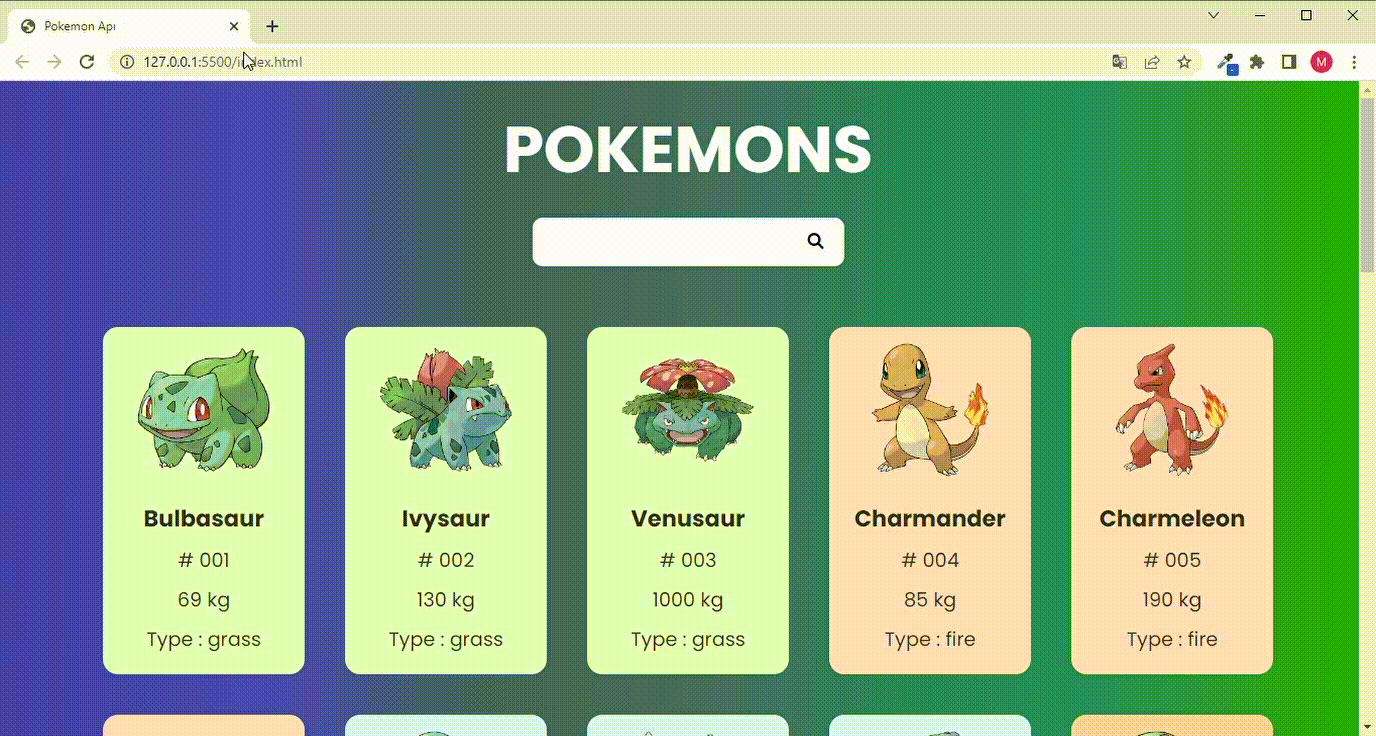 Pokemon Api
127.0.0.1:5500/index.html
M
POKEMONS
Bulbasaur
# 001
69 kg
Type : grass
Ivysaur
# 002
130 kg
Type : grass
Venusaur
# 003
1000 kg
Type : grass
Charmander
# 004
85 kg
Type : fire
Charmeleon
# 005
190 kg
Type : fire